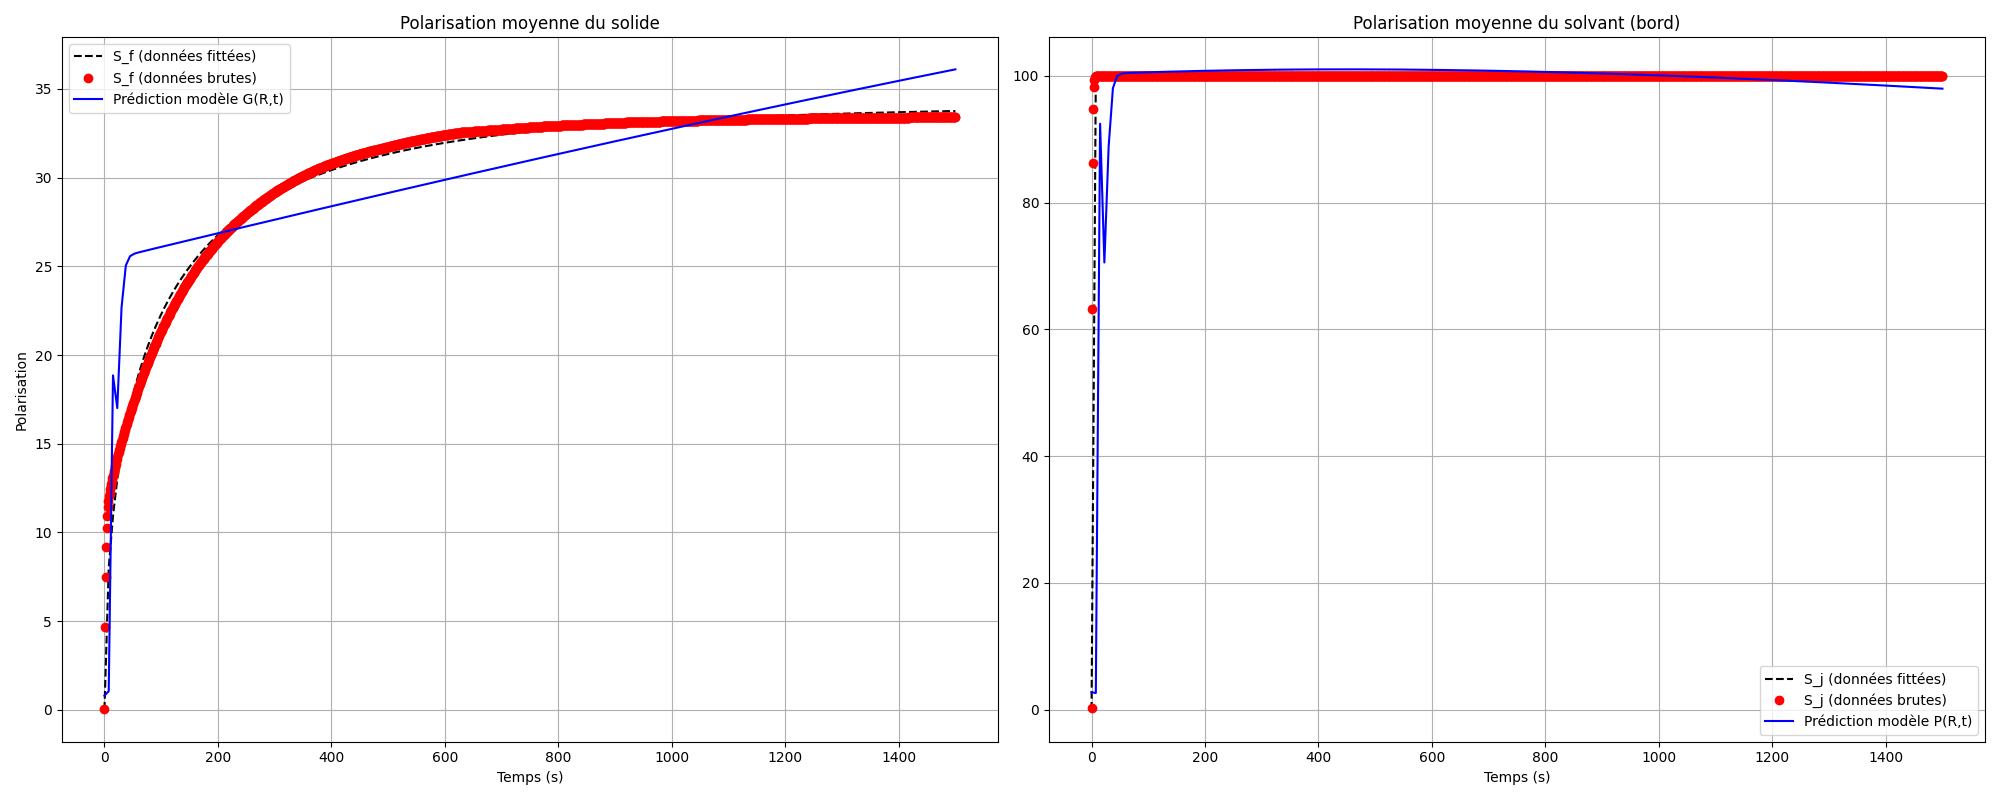 Polarisation moyenne du solide
S_f (données fittées)
S_f (données brutes)
Prédiction modèle G(R,t)
Polarisation
35
30
25
20
15
10
5
0
0 200 400 600 800 1000 1200 1400
Temps (s)
Polarisation moyenne du solvant (bord)
100
80
60
40
20
0
S_j (données fittées)
S_j (données brutes)
Prédiction modèle P(R,t)
0 200 400 600 800 1000 1200 1400
Temps (s)